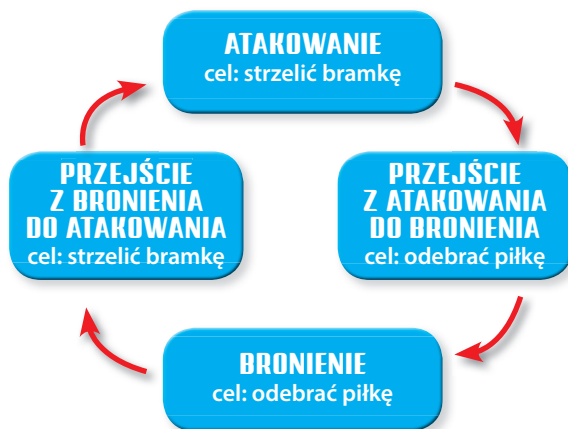 ATAKOWANIE
cel: strzelić bramkę
PRZEJŚCIE
Z BRONIENIA
DO ATAKOWANIA
cel: strzelić bramkę
PRZEJŚCIE
Z ATAKOWANIA
DO BRONIENIA
cel: odebrać piłkę
BRONIENIE
cel: odebrać piłkę